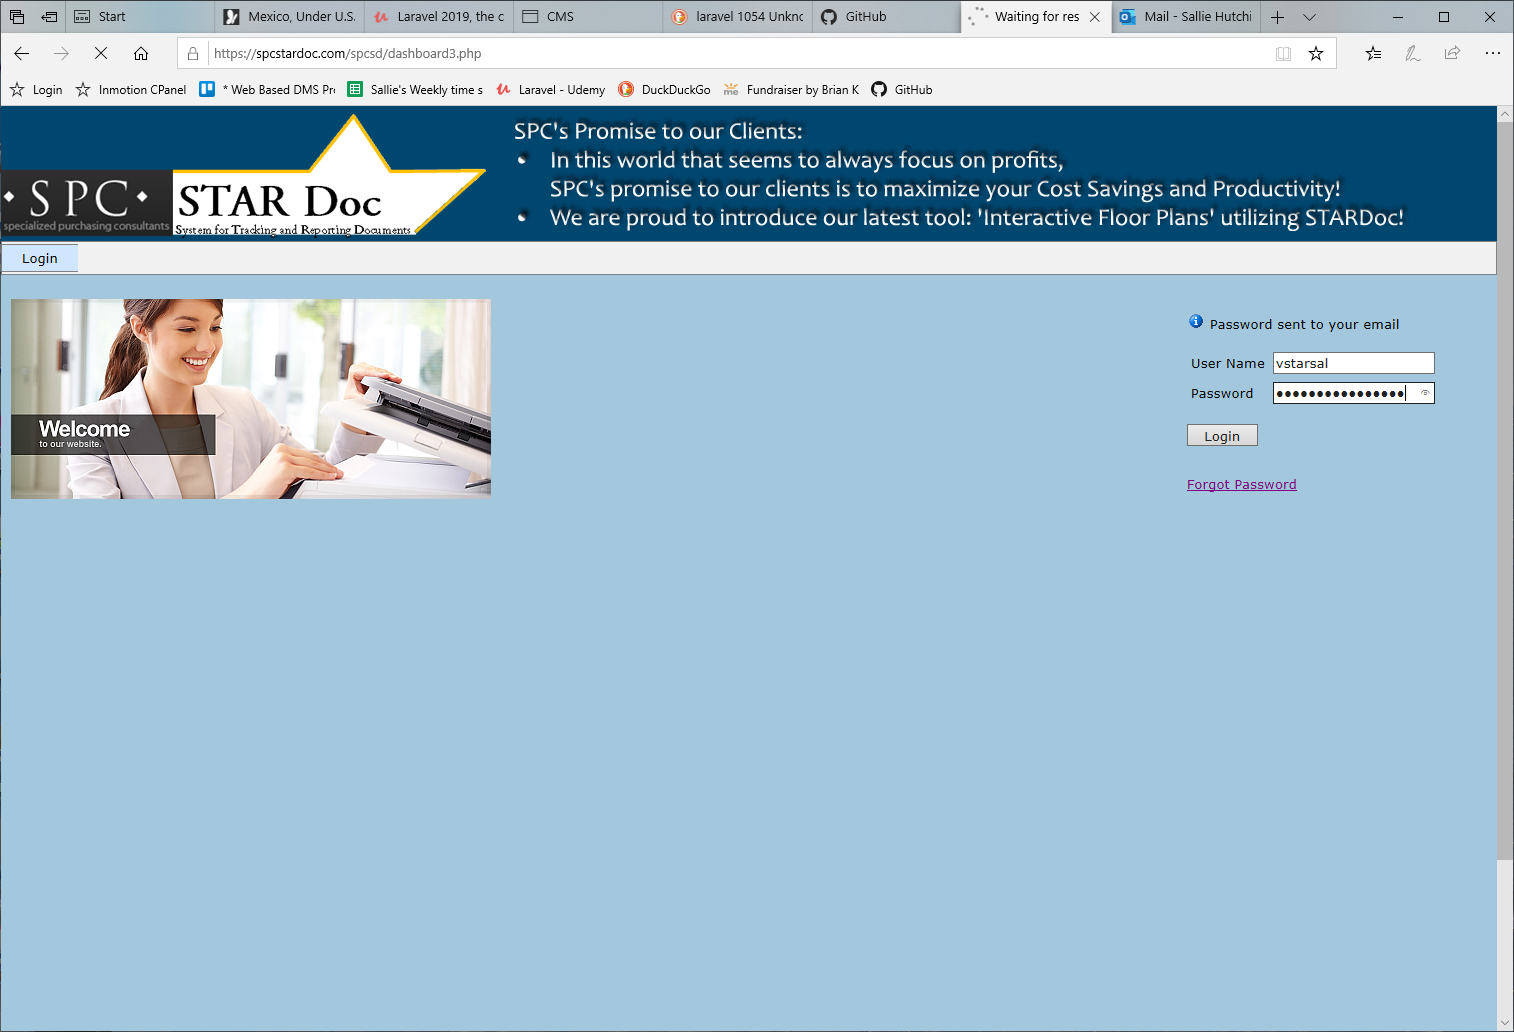 Start
Mexico, Under U.S.
Laravel 2019, the c
CMS
laravel 1054 Unknc
GitHub
Waiting for res
Mail - Sallie Hutchi
https://spcstardoc.com/spcsd/dashboard3.php
Login
Inmotion CPanel
* Web Based DMS Pr
Sallie's Weekly time s
Laravel - Udemy
DuckDuckGo
me
Fundraiser by Brian K
GitHub
SPC
specialized purchasing consultants
STAR Doc
System for Tracking and Reporting Documents
SPC's Promise to our Clients:
• In this world that seems to always focus on profits,
SPC's promise to our clients is to maximize your Cost Savings and Productivity!
• We are proud to introduce our latest tool: 'Interactive Floor Plans' utilizing STARDoc!
Login
Welcome
to our website.
Password sent to your email
User Name vstarsal
Password ••••••••••••••••
Login
Forgot Password